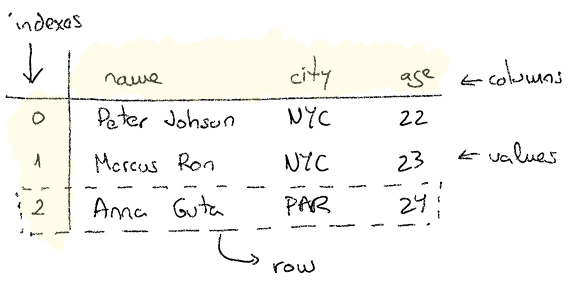 indexes
name city age ← columns
0 Peter Johson NYC 22
1 Marcus Ron NYC 23 ← values
2 Anna Guta PAR 24
row